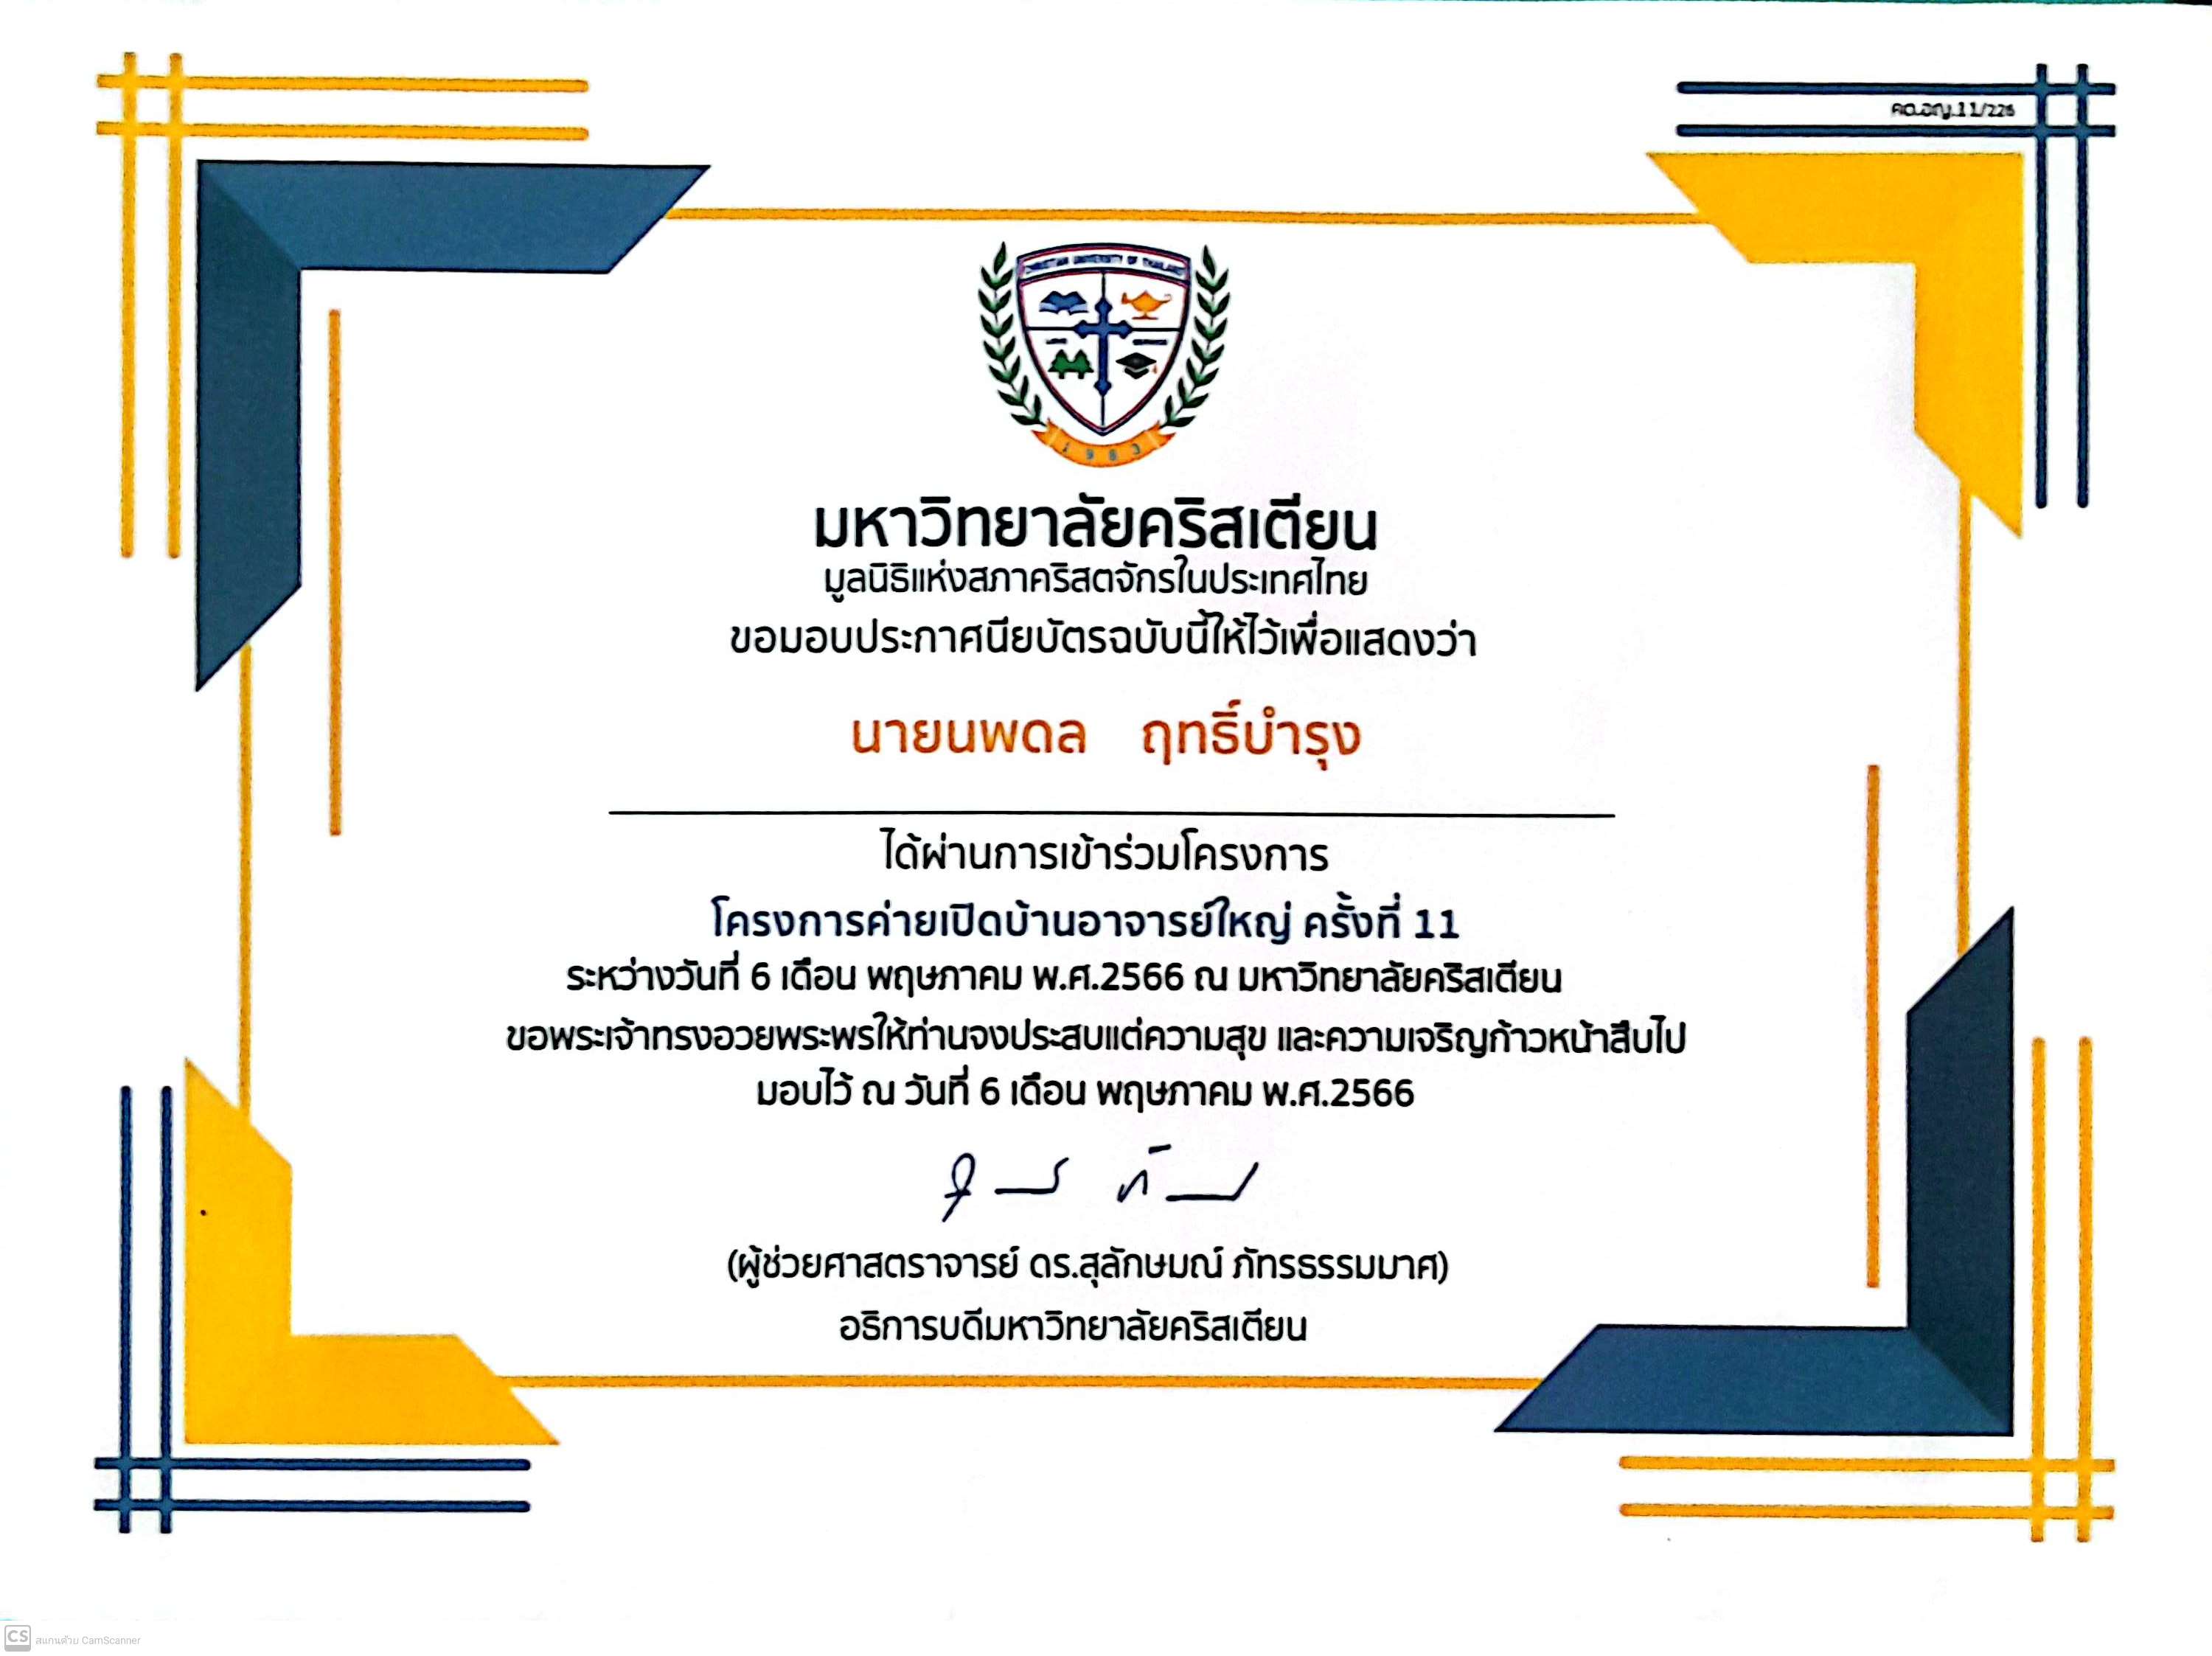 คต.อญ.11/226
CHRISTIAN UNIVERSITY OF THAILAND
1983
มหาวิทยาลัยคริสเตียน
มูลนิธิแห่งสภาคริสตจักรในประเทศไทย
ขอมอบประกาศนียบัตรฉบับนี้ให้ไว้เพื่อแสดงว่า
นายนพดล ฤทธิ์บำรุง
ได้ผ่านการเข้าร่วมโครงการ
โครงการค่ายเปิดบ้านอาจารย์ใหญ่ ครั้งที่ 11
ระหว่างวันที่ 6 เดือน พฤษภาคม พ.ศ.2566 ณ มหาวิทยาลัยคริสเตียน
ขอพระเจ้าทรงอวยพระพรให้ท่านจงประสบแต่ความสุข และความเจริญก้าวหน้าสืบไป
มอบไว้ ณ วันที่ 6 เดือน พฤษภาคม พ.ศ.2566
(ผู้ช่วยศาสตราจารย์ ดร.สุลักษมณ์ ภัทรธรรมมาศ)
อธิการบดีมหาวิทยาลัยคริสเตียน
CS สแกนด้วย CamScanner